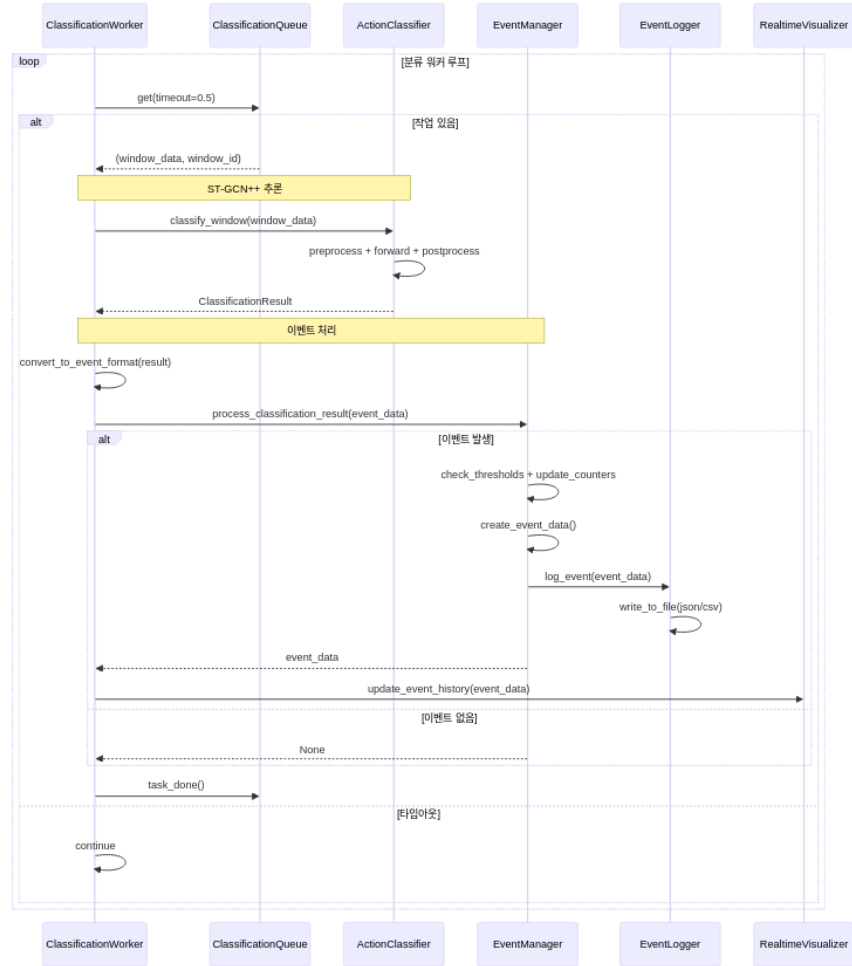 ClassificationWorker
ClassificationQueue
ActionClassifier
EventManager
EventLogger
RealtimeVisualizer
loop
[분류 워커 루프]
get(timeout=0.5)
alt
[작업 있음]
(window_data, window_id)
ST-GCN++ 추론
classify_window(window_data)
preprocess + forward + postprocess
ClassificationResult
이벤트 처리
convert_to_event_format(result)
process_classification_result(event_data)
alt
[이벤트 발생]
check_thresholds + update_counters
create_event_data()
log_event(event_data)
write_to_file(json/csv)
event_data
update_event_history(event_data)
[이벤트 없음]
None
task_done()
[타임아웃]
continue
ClassificationWorker
ClassificationQueue
ActionClassifier
EventManager
EventLogger
RealtimeVisualizer